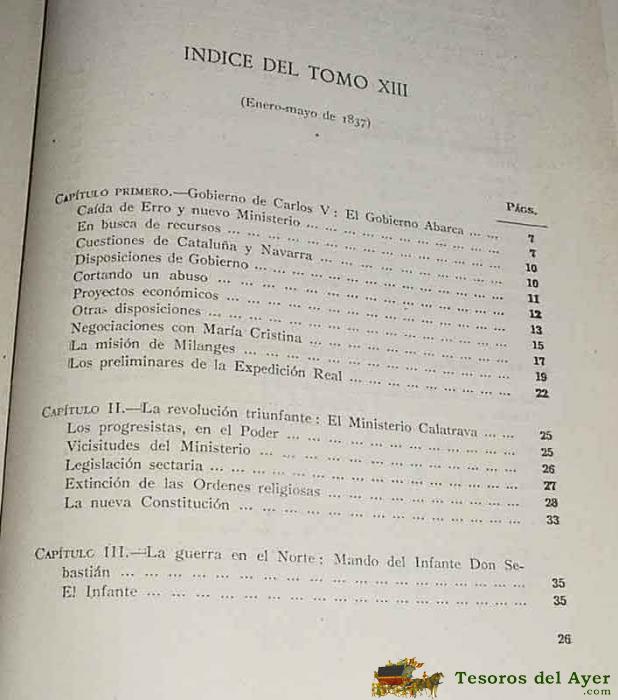 INDICE DEL TOMO XIII
(Enero-mayo de 1837)
PÁGS.
CAPÍTULO PRIMERO.—Gobierno de Carlos V: El Gobierno Abarca ... ... 7
Caída de Erro y nuevo Ministerio ... ... ... ... ... ... ... ... ... 7
En busca de recursos ... ... ... ... ... ... ... ... ... ... ... 10
Cuestiones de Cataluña y Navarra ... ... ... ... ... ... ... ... 10
Disposiciones de Gobierno ... ... ... ... ... ... ... ... ... ... 11
Cortando un abuso ... ... ... ... ... ... ... ... ... ... ... ... 12
Proyectos económicos ... ... ... ... ... ... ... ... ... ... ... 13
Otras disposiciones ... ... ... ... ... ... ... ... ... ... ... ... 15
Negociaciones con María Cristina ... ... ... ... ... ... ... ... 17
La misión de Milanges ... ... ... ... ... ... ... ... ... ... ... 19
Los preliminares de la Expedición Real ... ... ... ... ... ... ... 22
CAPÍTULO II.—La revolución triunfante: El Ministerio Calatrava ... ... 25
Los progresistas, en el Poder ... ... ... ... ... ... ... ... ... 25
Vicisitudes del Ministerio ... ... ... ... ... ... ... ... ... ... 26
Legislación sectaria ... ... ... ... ... ... ... ... ... ... ... ... 27
Extinción de las Ordenes religiosas ... ... ... ... ... ... ... ... 28
La nueva Constitución ... ... ... ... ... ... ... ... ... ... ... 33
CAPÍTULO III.—La guerra en el Norte: Mando del Infante Don Se-
bastián ... ... ... ... ... ... ... ... ... ... ... ... ... ... ... 35
El Infante ... ... ... ... ... ... ... ... ... ... ... ... ... ... 35
26
Tesoros del Ayer
.com